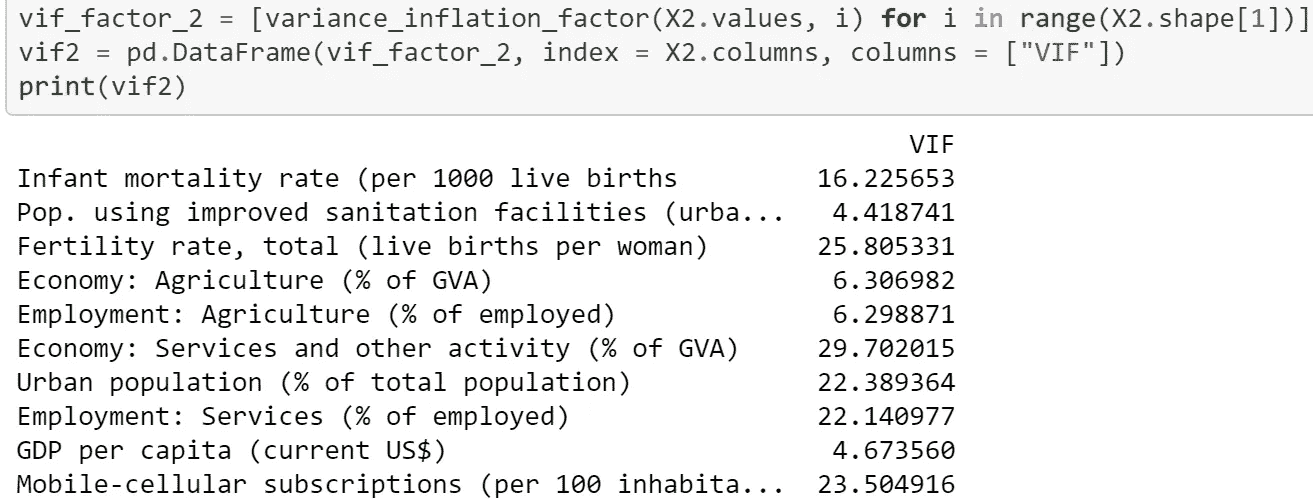 vif_factor_2 = [variance_inflation_factor(X2.values, i) for i in range(X2.shape[1])]
vif2 = pd.DataFrame(vif_factor_2, index = X2.columns, columns = ["VIF"])
print(vif2)
VIF
Infant mortality rate (per 1000 live births 16.225653
Pop. using improved sanitation facilities (urba... 4.418741
Fertility rate, total (live births per woman) 25.805331
Economy: Agriculture (% of GVA) 6.306982
Employment: Agriculture (% of employed) 6.298871
Economy: Services and other activity (% of GVA) 29.702015
Urban population (% of total population) 22.389364
Employment: Services (% of employed) 22.140977
GDP per capita (current US$) 4.673560
Mobile-cellular subscriptions (per 100 inhabita... 23.504916